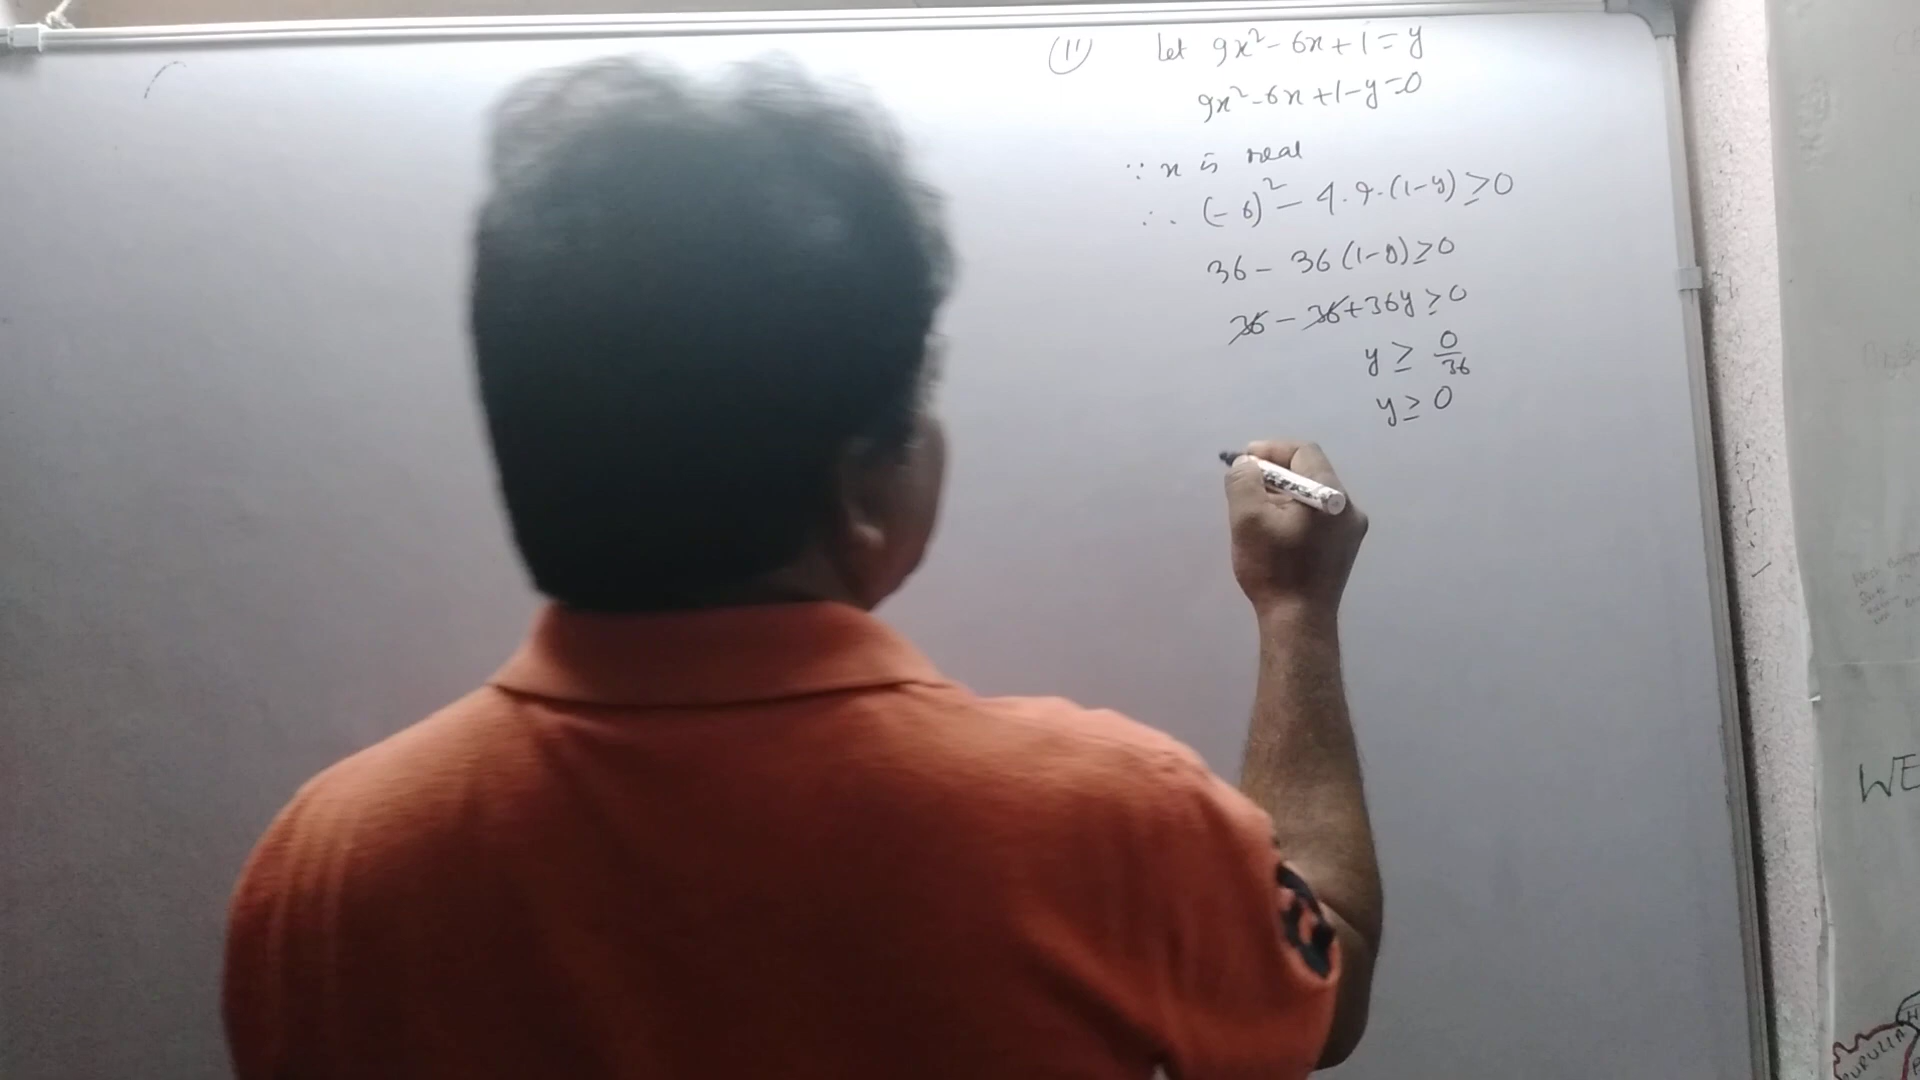 (11) Let 9x² - 6x + 1 = y
9x² - 6x + 1 - y = 0
∵ x is real
∴ (-6)² - 4.9.(1-y) ≥ 0
36 - 36 (1-y) ≥ 0
36 - 36 + 36y ≥ 0
y ≥ 0/36
y ≥ 0
WE
PURULIA